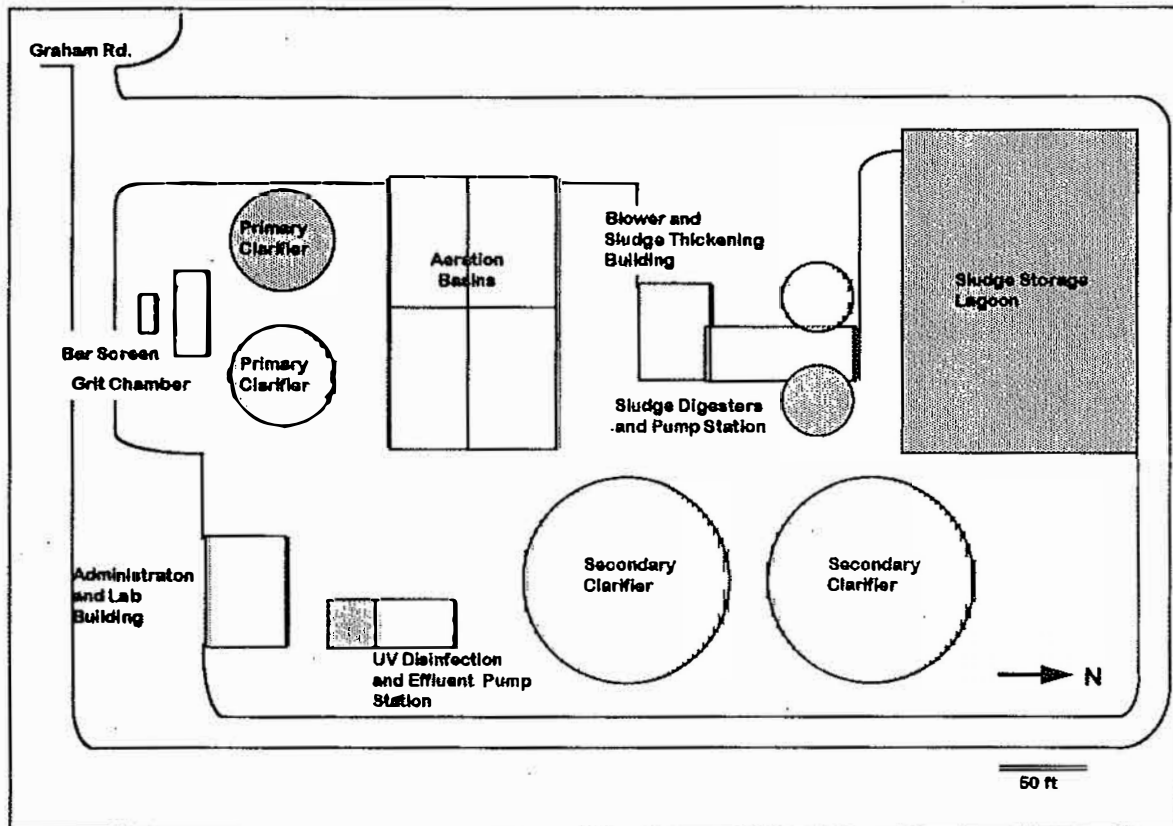 Graham Rd.
Primary
Clarifier
Aeration
Basins
Blower and
Sludge Thickening
Building
Sludge Storage
Lagoon
Bar Screen
Grit Chamber
Primary
Clarifier
Sludge Digesters
and Pump Station
Administraton
and Lab
Building
Secondary
Clarifier
Secondary
Clarifier
UV Disinfection
and Effluent Pump
Station
N
50 ft